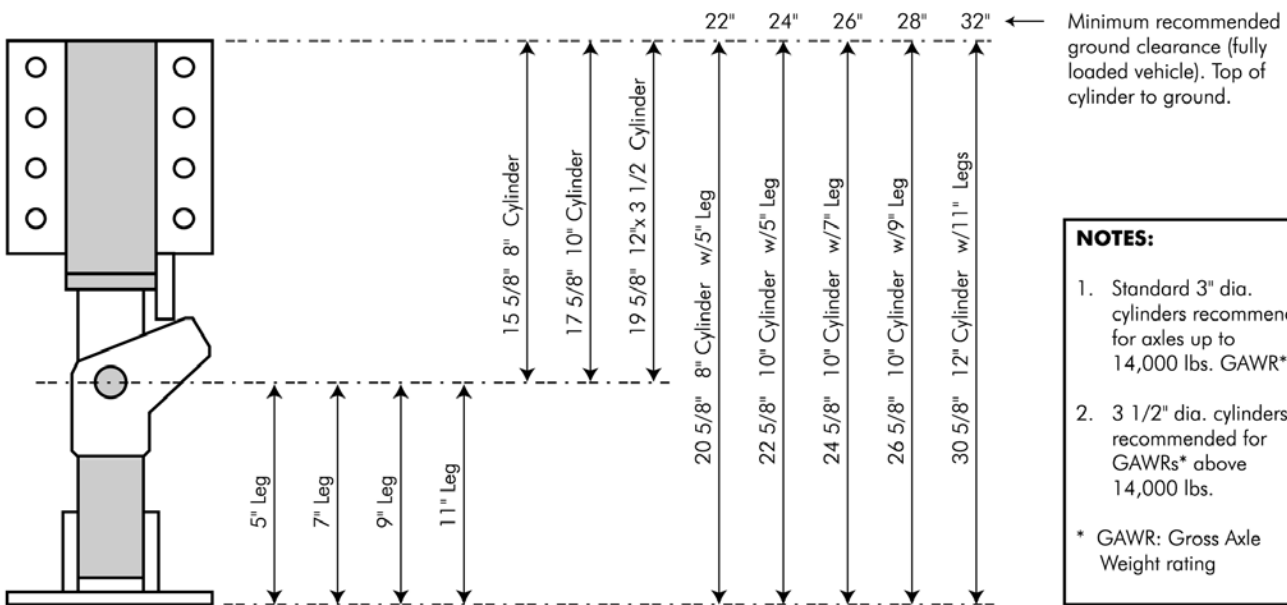 22" 24" 26" 28" 32"
Minimum recommended
ground clearance (fully
loaded vehicle). Top of
cylinder to ground.
15 5/8" 8" Cylinder
17 5/8" 10" Cylinder
19 5/8" 12"x 3 1/2 Cylinder
20 5/8" 8" Cylinder w/5" Leg
22 5/8" 10" Cylinder w/5" Leg
24 5/8" 10" Cylinder w/7" Leg
26 5/8" 10" Cylinder w/9" Leg
30 5/8" 12" Cylinder w/11" Legs
5" Leg
7" Leg
9" Leg
11" Leg
NOTES:
1. Standard 3" dia.
cylinders
for axles up to
14,000 lbs. GAWR*
2. 3 1/2" dia. cylinders
recommended for
GAWRs* above
14,000 lbs.
* GAWR: Gross Axle
Weight rating